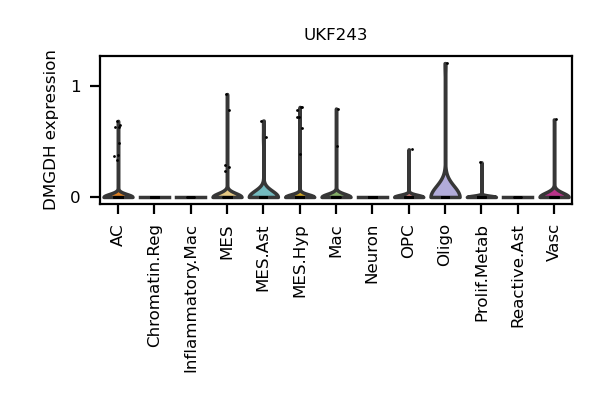 UKF243
DMGDH expression
1
0
AC
Chromatin.Reg
Inflammatory.Mac
MES
MES.Ast
MES.Hyp
Mac
Neuron
OPC
Oligo
Prolif.Metab
Reactive.Ast
Vasc